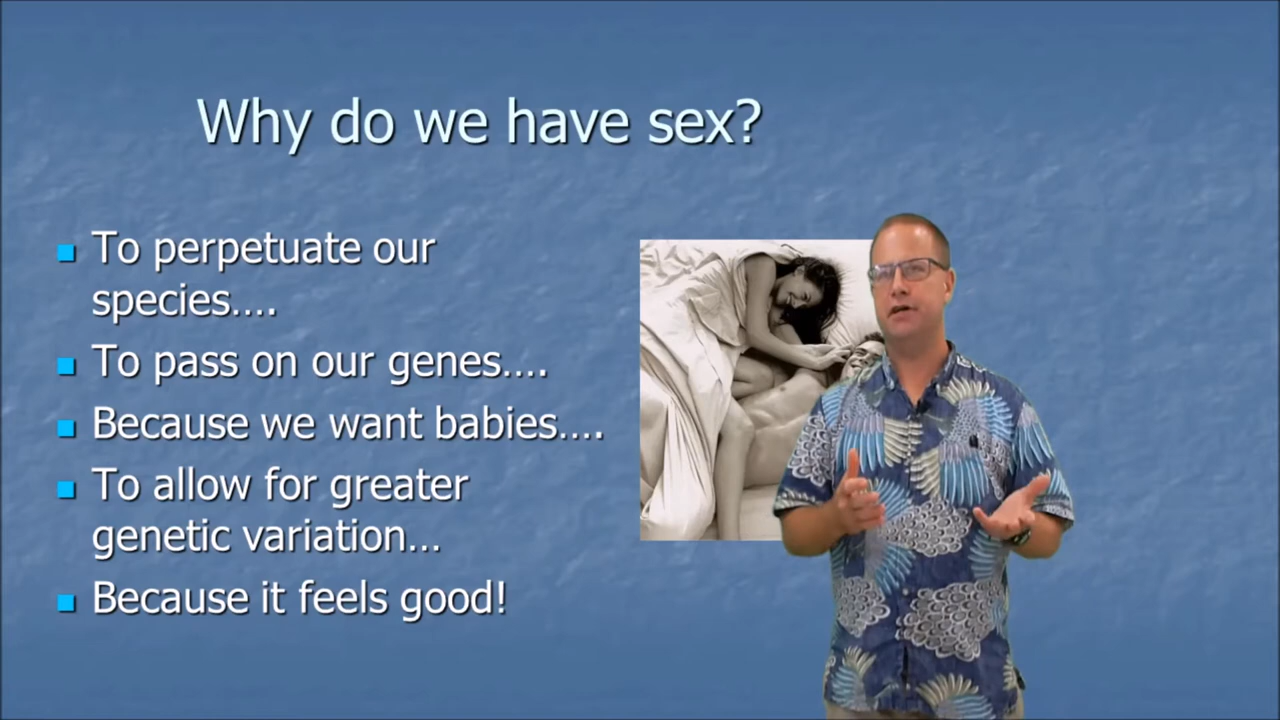 Why do we have sex?
To perpetuate our
species....
To pass on our genes....
Because we want babies....
To allow for greater
genetic variation...
Because it feels good!